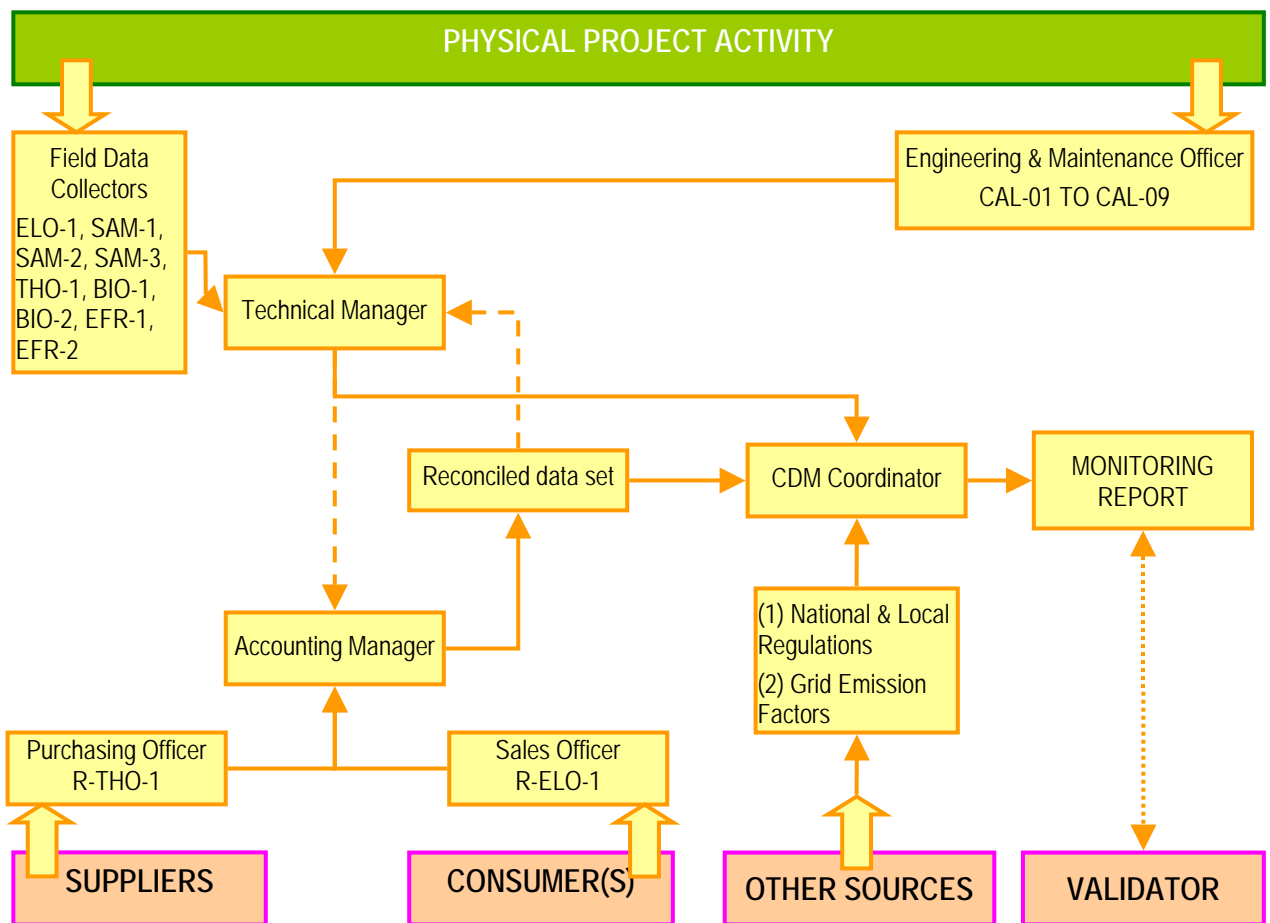 PHYSICAL PROJECT ACTIVITY
Field Data
Collectors
ELO-1, SAM-1,
SAM-2, SAM-3,
THO-1, BIO-1,
BIO-2, EFR-1,
EFR-2
Engineering & Maintenance Officer
CAL-01 TO CAL-09
Technical Manager
Reconciled data set
CDM Coordinator
MONITORING
REPORT
Accounting Manager
(1) National & Local
Regulations
(2) Grid Emission
Factors
Purchasing Officer
R-THO-1
Sales Officer
R-ELO-1
SUPPLIERS
CONSUMER(S)
OTHER SOURCES
VALIDATOR